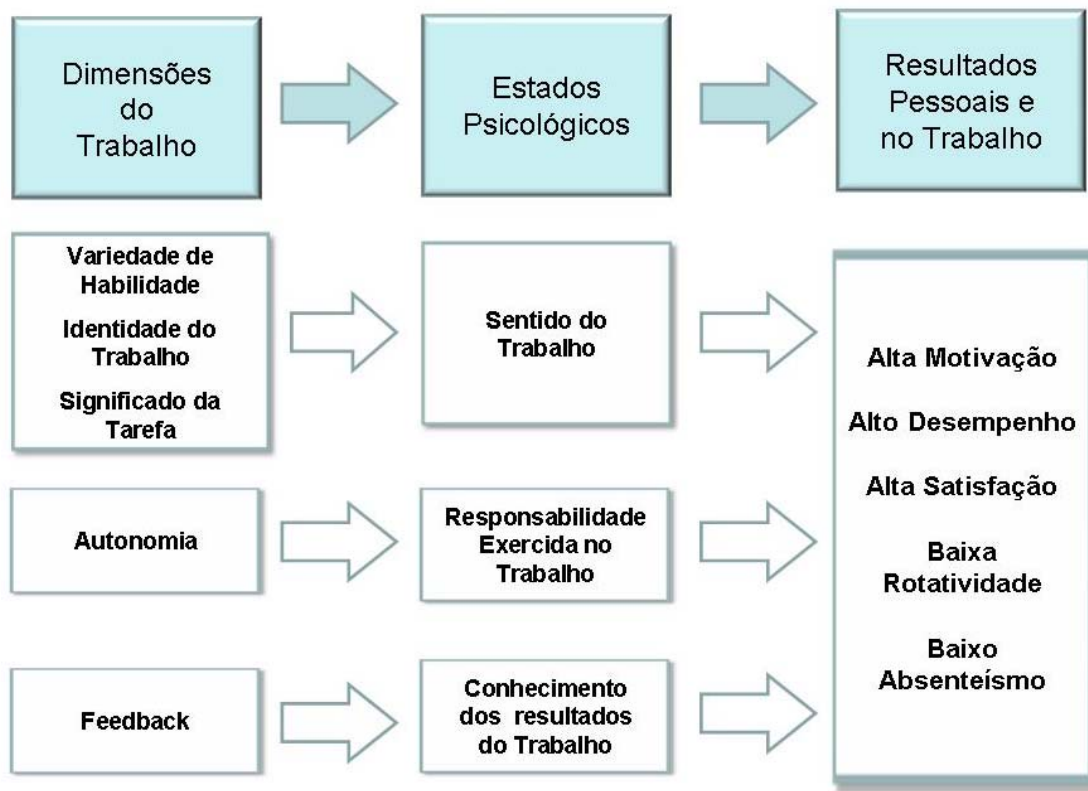 Dimensões
do
Trabalho
Estados
Psicológicos
Resultados
Pessoais e
no Trabalho
Variedade de
Habilidade
Identidade do
Trabalho
Significado da
Tarefa
Sentido do
Trabalho
Autonomia
Responsabilidade
Exercida no
Trabalho
Feedback
Conhecimento
dos resultados
do Trabalho
Alta Motivação
Alto Desempenho
Alta Satisfação
Baixa
Rotatividade
Baixo
Absenteísmo